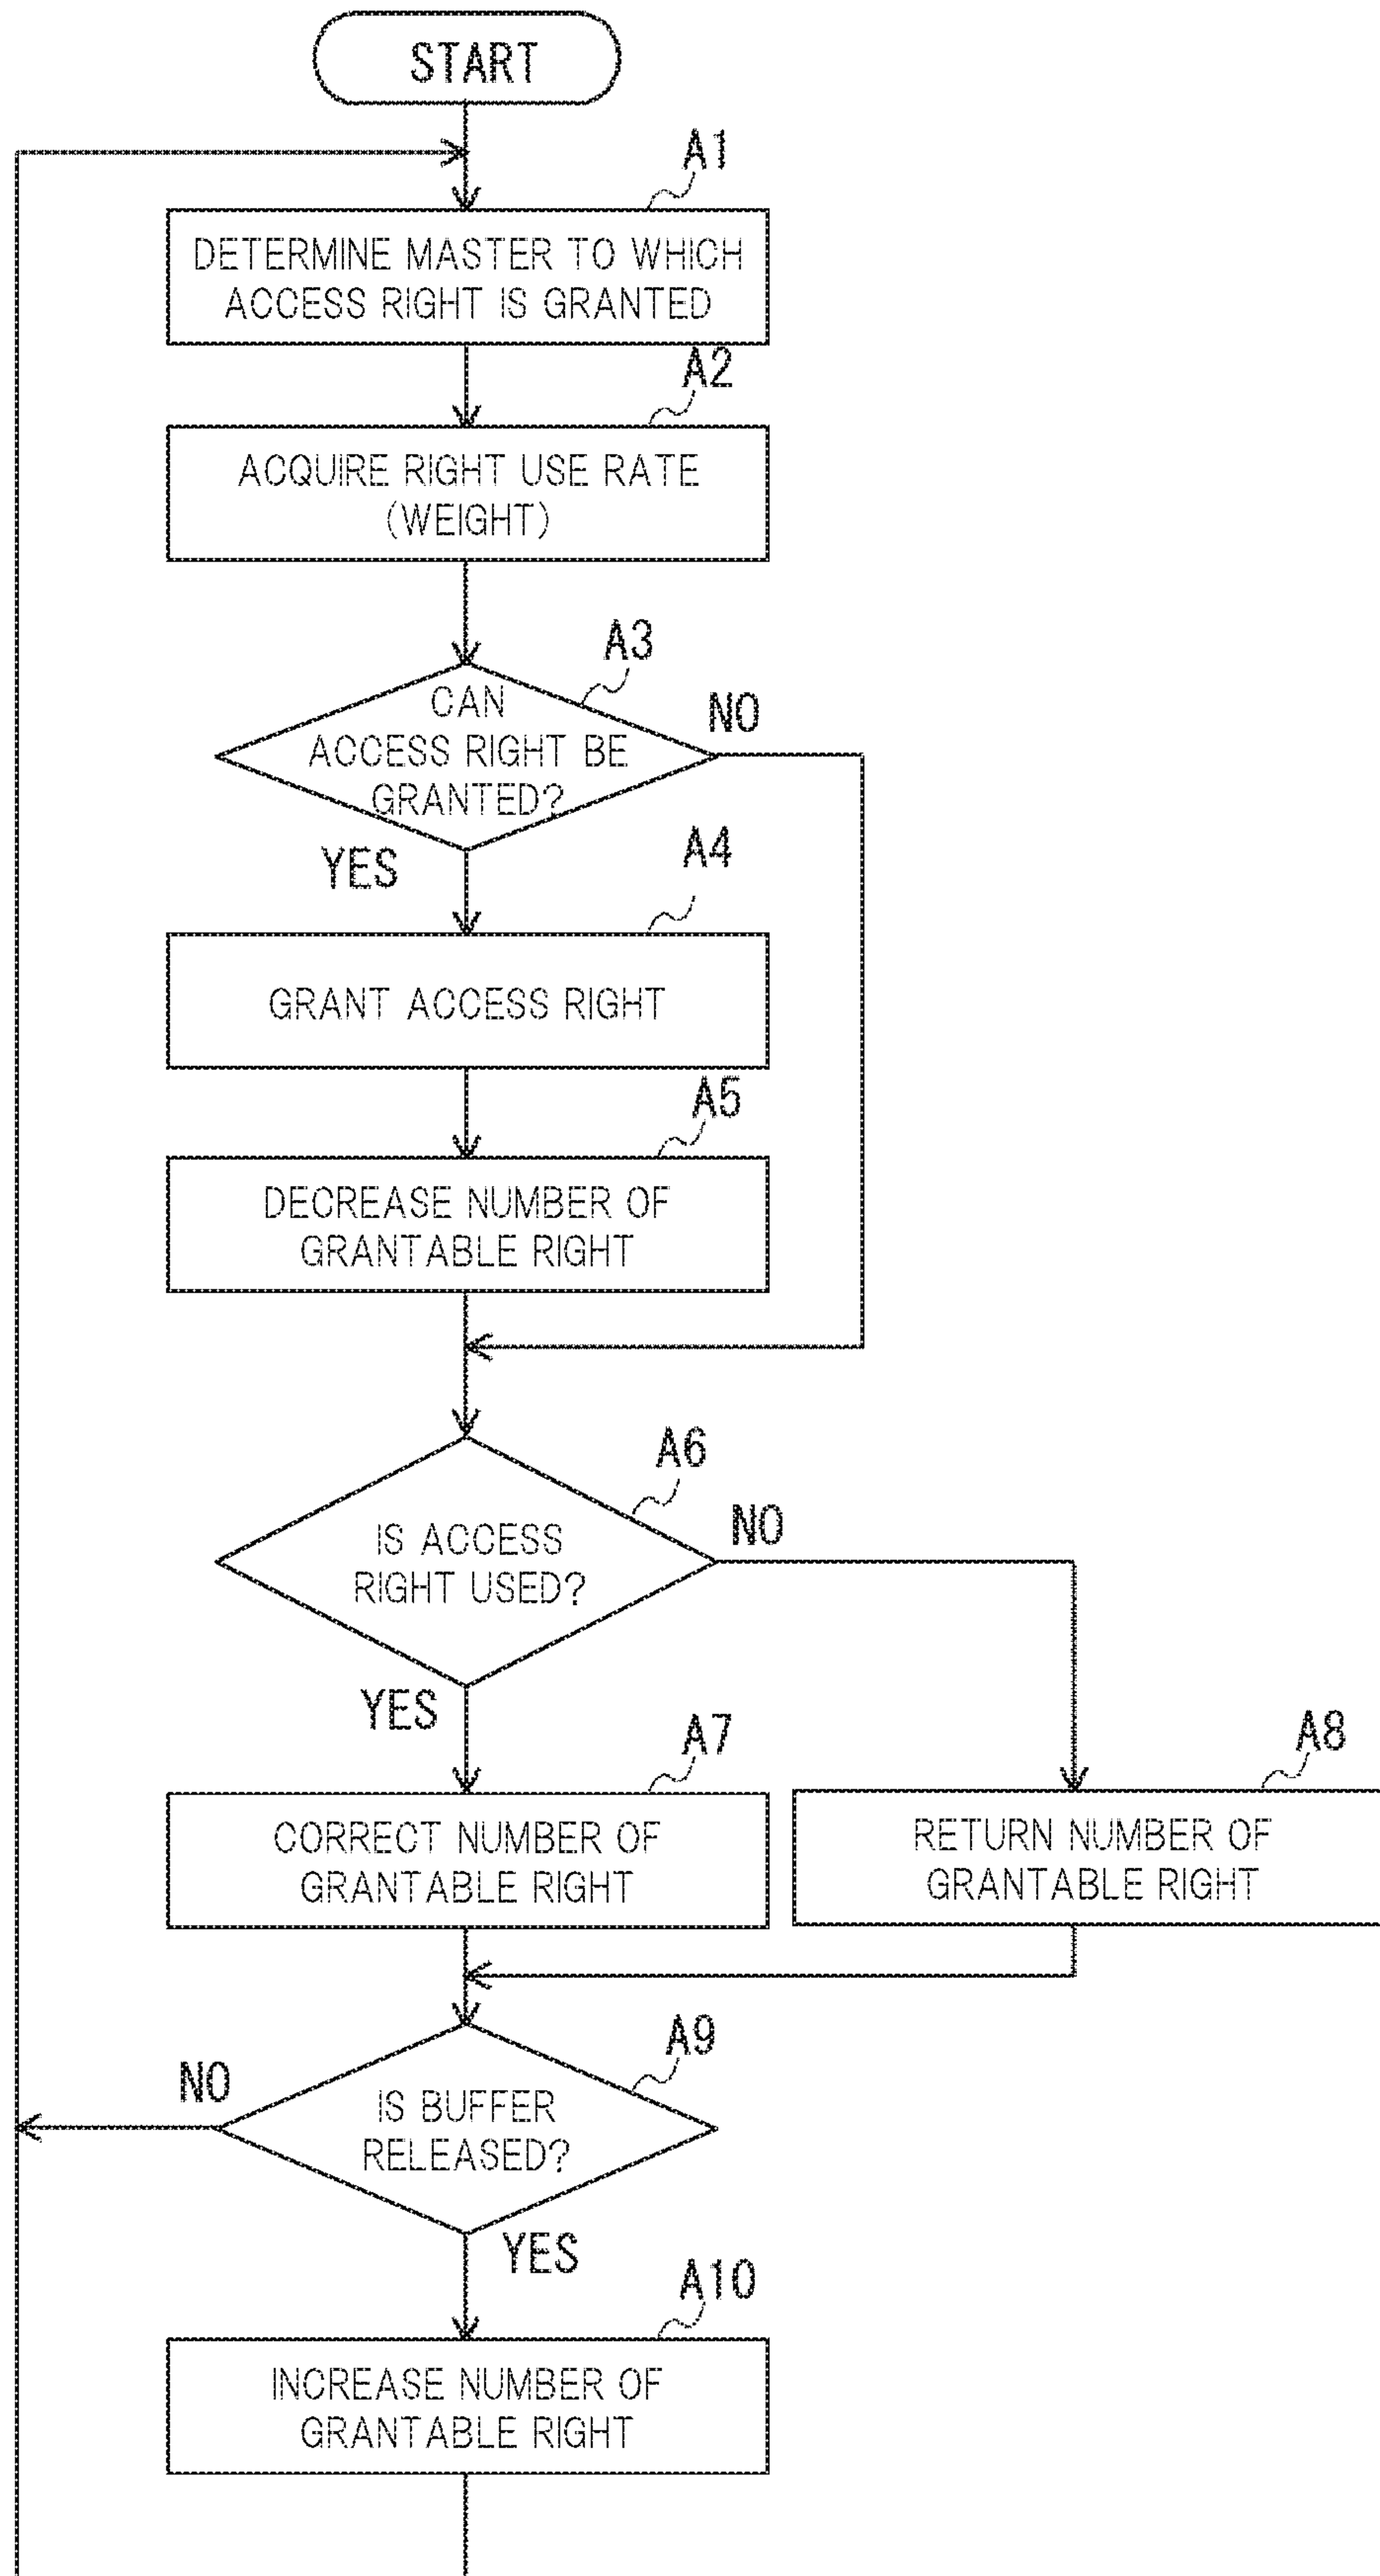 START
A1
DETERMINE MASTER TO WHICH
ACCESS RIGHT IS GRANTED
A2
ACQUIRE RIGHT USE RATE
(WEIGHT)
A3
CAN
ACCESS RIGHT BE
GRANTED?
NO
YES
A4
GRANT ACCESS RIGHT
A5
DECREASE NUMBER OF
GRANTABLE RIGHT
A6
IS ACCESS
RIGHT USED?
NO
YES
A7
CORRECT NUMBER OF
GRANTABLE RIGHT
A8
RETURN NUMBER OF
GRANTABLE RIGHT
A9
IS BUFFER
RELEASED?
NO
YES
A10
INCREASE NUMBER OF
GRANTABLE RIGHT